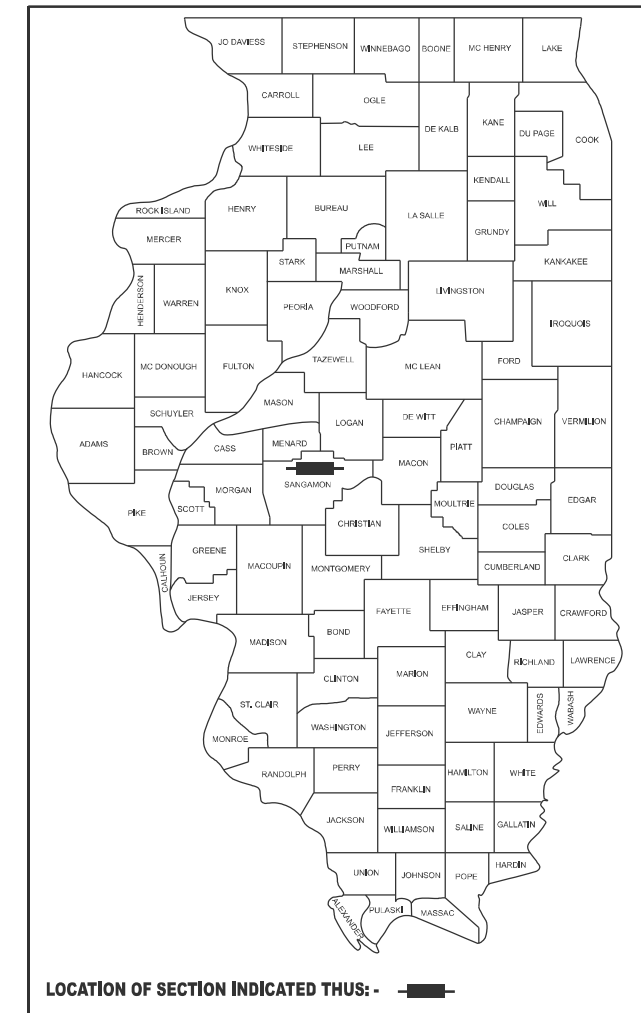 JO DAVIESS
STEPHENSON
WINNEBAGO
BOONE
MC HENRY
LAKE
CARROLL
OGLE
DE KALB
KANE
DU PAGE
COOK
WHITESIDE
LEE
KENDALL
WILL
ROCK ISLAND
HENRY
BUREAU
LA SALLE
GRUNDY
MERCER
PUTNAM
KANKAKEE
STARK
MARSHALL
HENDERSON
WARREN
KNOX
PEORIA
WOODFORD
LIVINGSTON
IROQUOIS
HANCOCK
MC DONOUGH
FULTON
TAZEWELL
MC LEAN
FORD
MASON
SCHUYLER
LOGAN
DE WITT
CHAMPAIGN
VERMILION
ADAMS
BROWN
CASS
MENARD
PIATT
MACON
SANGAMON
MORGAN
DOUGLAS
EDGAR
PIKE
SCOTT
CHRISTIAN
MOULTRIE
COLES
GREENE
MACOUPIN
MONTGOMERY
SHELBY
CUMBERLAND
CLARK
CALHOUN
JERSEY
FAYETTE
EFFINGHAM
JASPER
CRAWFORD
MADISON
BOND
CLAY
RICHLAND
LAWRENCE
CLINTON
MARION
ST. CLAIR
WAYNE
EDWARDS
WABASH
WASHINGTON
JEFFERSON
MONROE
RANDOLPH
PERRY
HAMILTON
WHITE
FRANKLIN
JACKSON
WILLIAMSON
SALINE
GALLATIN
UNION
JOHNSON
POPE
HARDIN
ALEXANDER
PULASKI
MASSAC
LOCATION OF SECTION INDICATED THUS: -